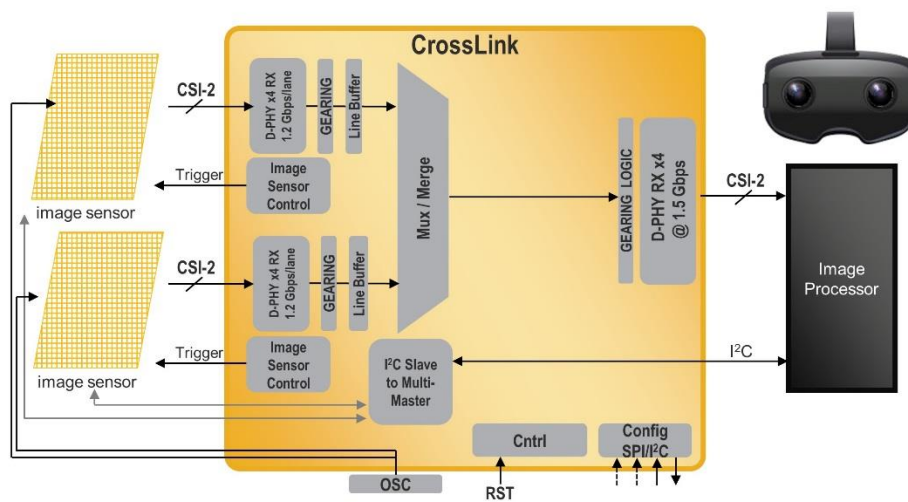 CrossLink
CSI-2
D-PHY x4 RX
1.2 Gbps/lane
GEARING
Line Buffer
Mux / Merge
Trigger
Image
Sensor
Control
image sensor
GEARING LOGIC
D-PHY RX x4
@ 1.5 Gbps
CSI-2
Image
Processor
CSI-2
D-PHY x4 RX
1.2 Gbps/lane
GEARING
Line Buffer
Trigger
Image
Sensor
Control
image sensor
I²C Slave
to Multi-
Master
I²C
Cntrl
Config
SPI/I²C
OSC
RST